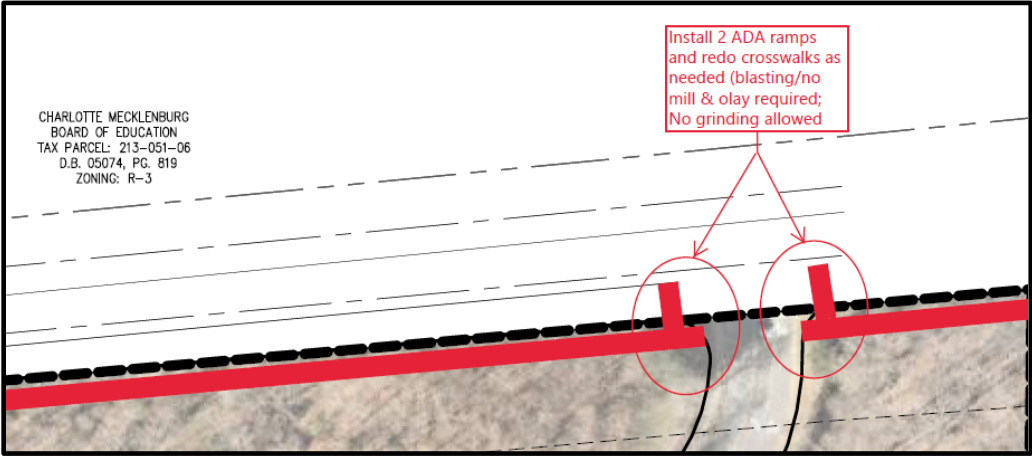 Install 2 ADA ramps
and redo crosswalks as
needed (blasting/no
mill & olay required;
No grinding allowed
CHARLOTTE MECKLENBURG
BOARD OF EDUCATION
TAX PARCEL: 213-051-06
D.B. 05074, PG. 819
ZONING: R-3